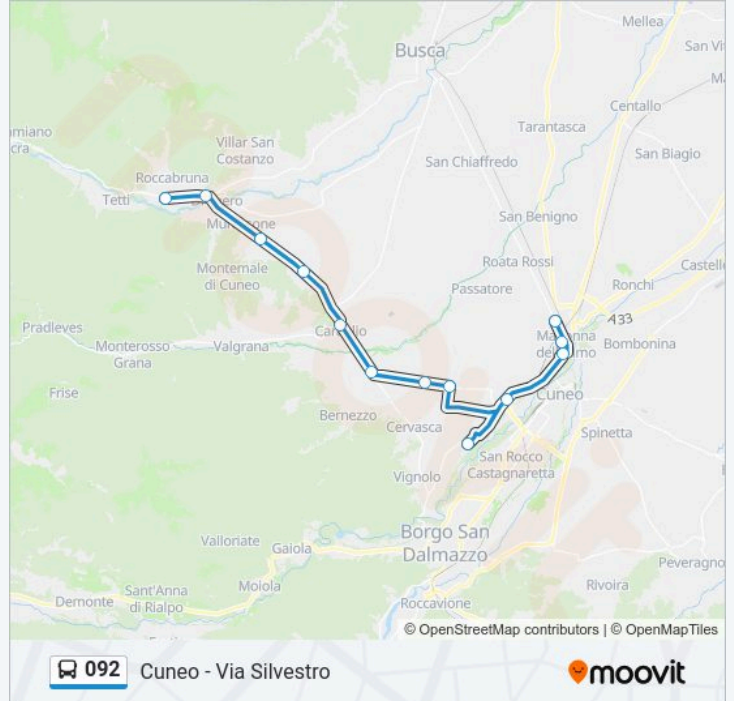 Mellea
Busca
San Vi
Centallo
Tarantasca
amiano
cra
Villar San
Costanzo
San Biagio
San Chiaffredo
Roccabruna
Tetti
San Benigno
Montemale
di Cuneo
Roata Rossi
Castelle
Passatore
Ronchi
433
Pradleves
Monterosso
Grana
Valgrana
Bombonina
Frise
Cuneo
Bernezzo
Cervasca
Spinetta
San Rocco
Castagnaretta
Vignolo
Borgo San
Dalmazzo
Valloriate
Gaiola
Peveragno
Moiola
Sant'Anna
di Rialpo
Demonte
Rivoira
Roccavione
© OpenStreetMap contributors | © OpenMapTiles
092 Cuneo - Via Silvestro
moovit